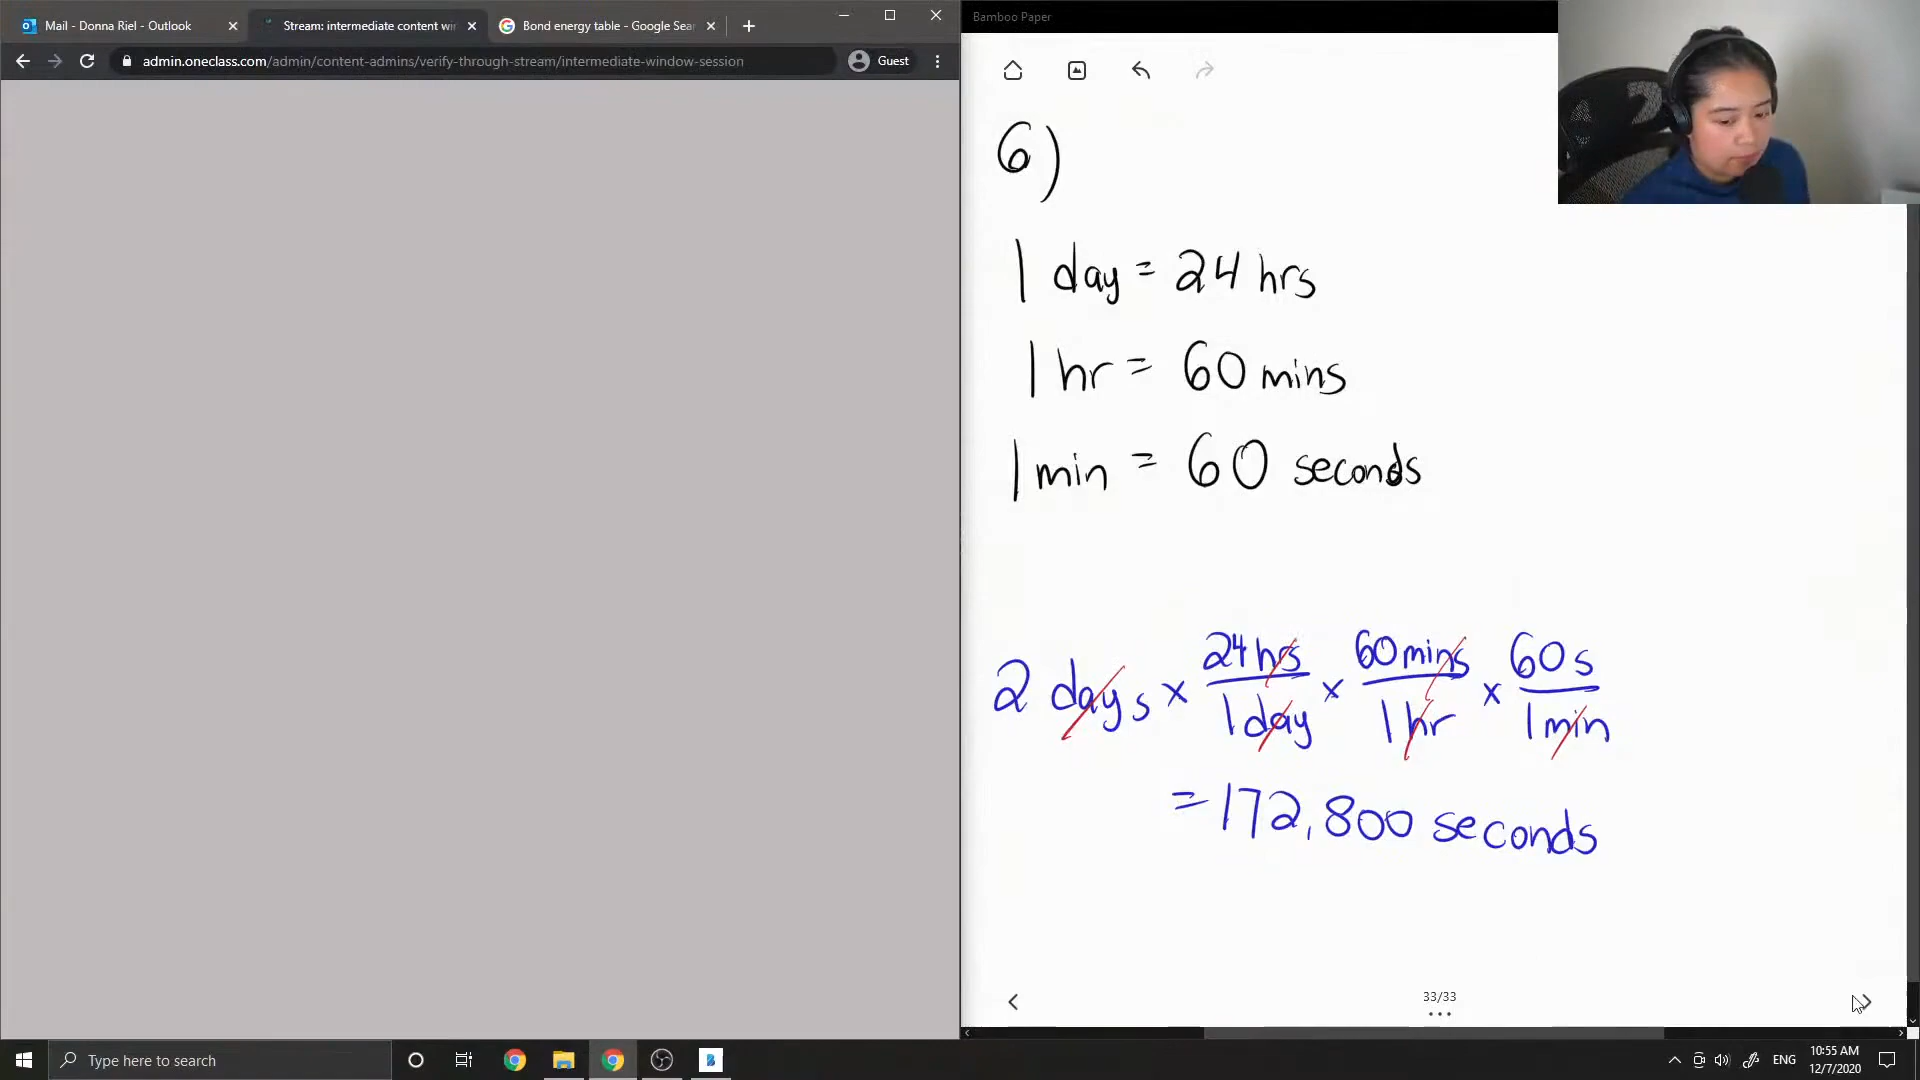 Mail - Donna Riel - Outlook
Stream: intermediate content wi
Bond energy table - Google Sear
admin.oneclass.com/admin/content-admins/verify-through-stream/intermediate-window-session
Guest
Bamboo Paper
6)
1 day = 24 hrs
1 hr = 60 mins
1 min = 60 seconds
2 days x 24 hrs / 1 day x 60 mins / 1 hr x 60 s / 1 min
= 172,800 seconds
33/33
Type here to search
ENG
10:55 AM
12/7/2020